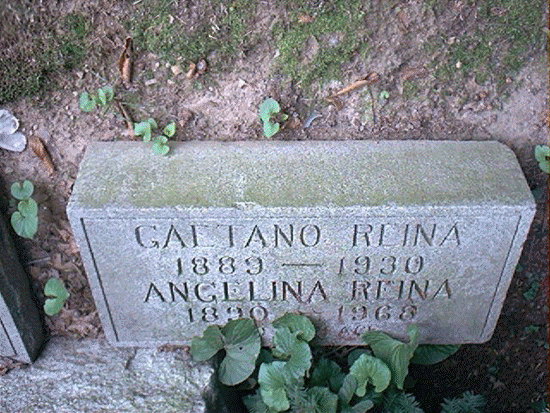 GAETANO REINA
1889 — 1930
ANGELINA REINA
1890 — 1968